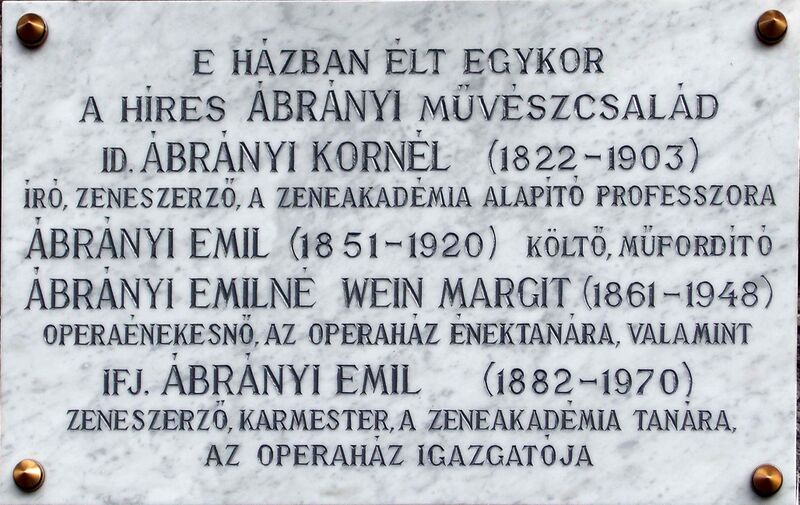 E HÁZBAN ÉLT EGYKOR
A HÍRES ÁBRÁNYI MŰVÉSZCSALÁD
ID. ÁBRÁNYI KORNÉL (1822-1903)
ÍRÓ, ZENESZERZŐ, A ZENEAKADÉMIA ALAPÍTÓ PROFESSZORA
ÁBRÁNYI EMIL (1851-1920) KÖLTŐ, MŰFORDÍTÓ
ÁBRÁNYI EMILNÉ WEIN MARGIT (1861-1948)
OPERAÉNEKESNŐ, AZ OPERAHÁZ ÉNEKTANÁRA, VALAMINT
IFJ. ÁBRÁNYI EMIL (1882-1970)
ZENESZERZŐ, KARMESTER, A ZENEAKADÉMIA TANÁRA,
AZ OPERAHÁZ IGAZGATÓJA